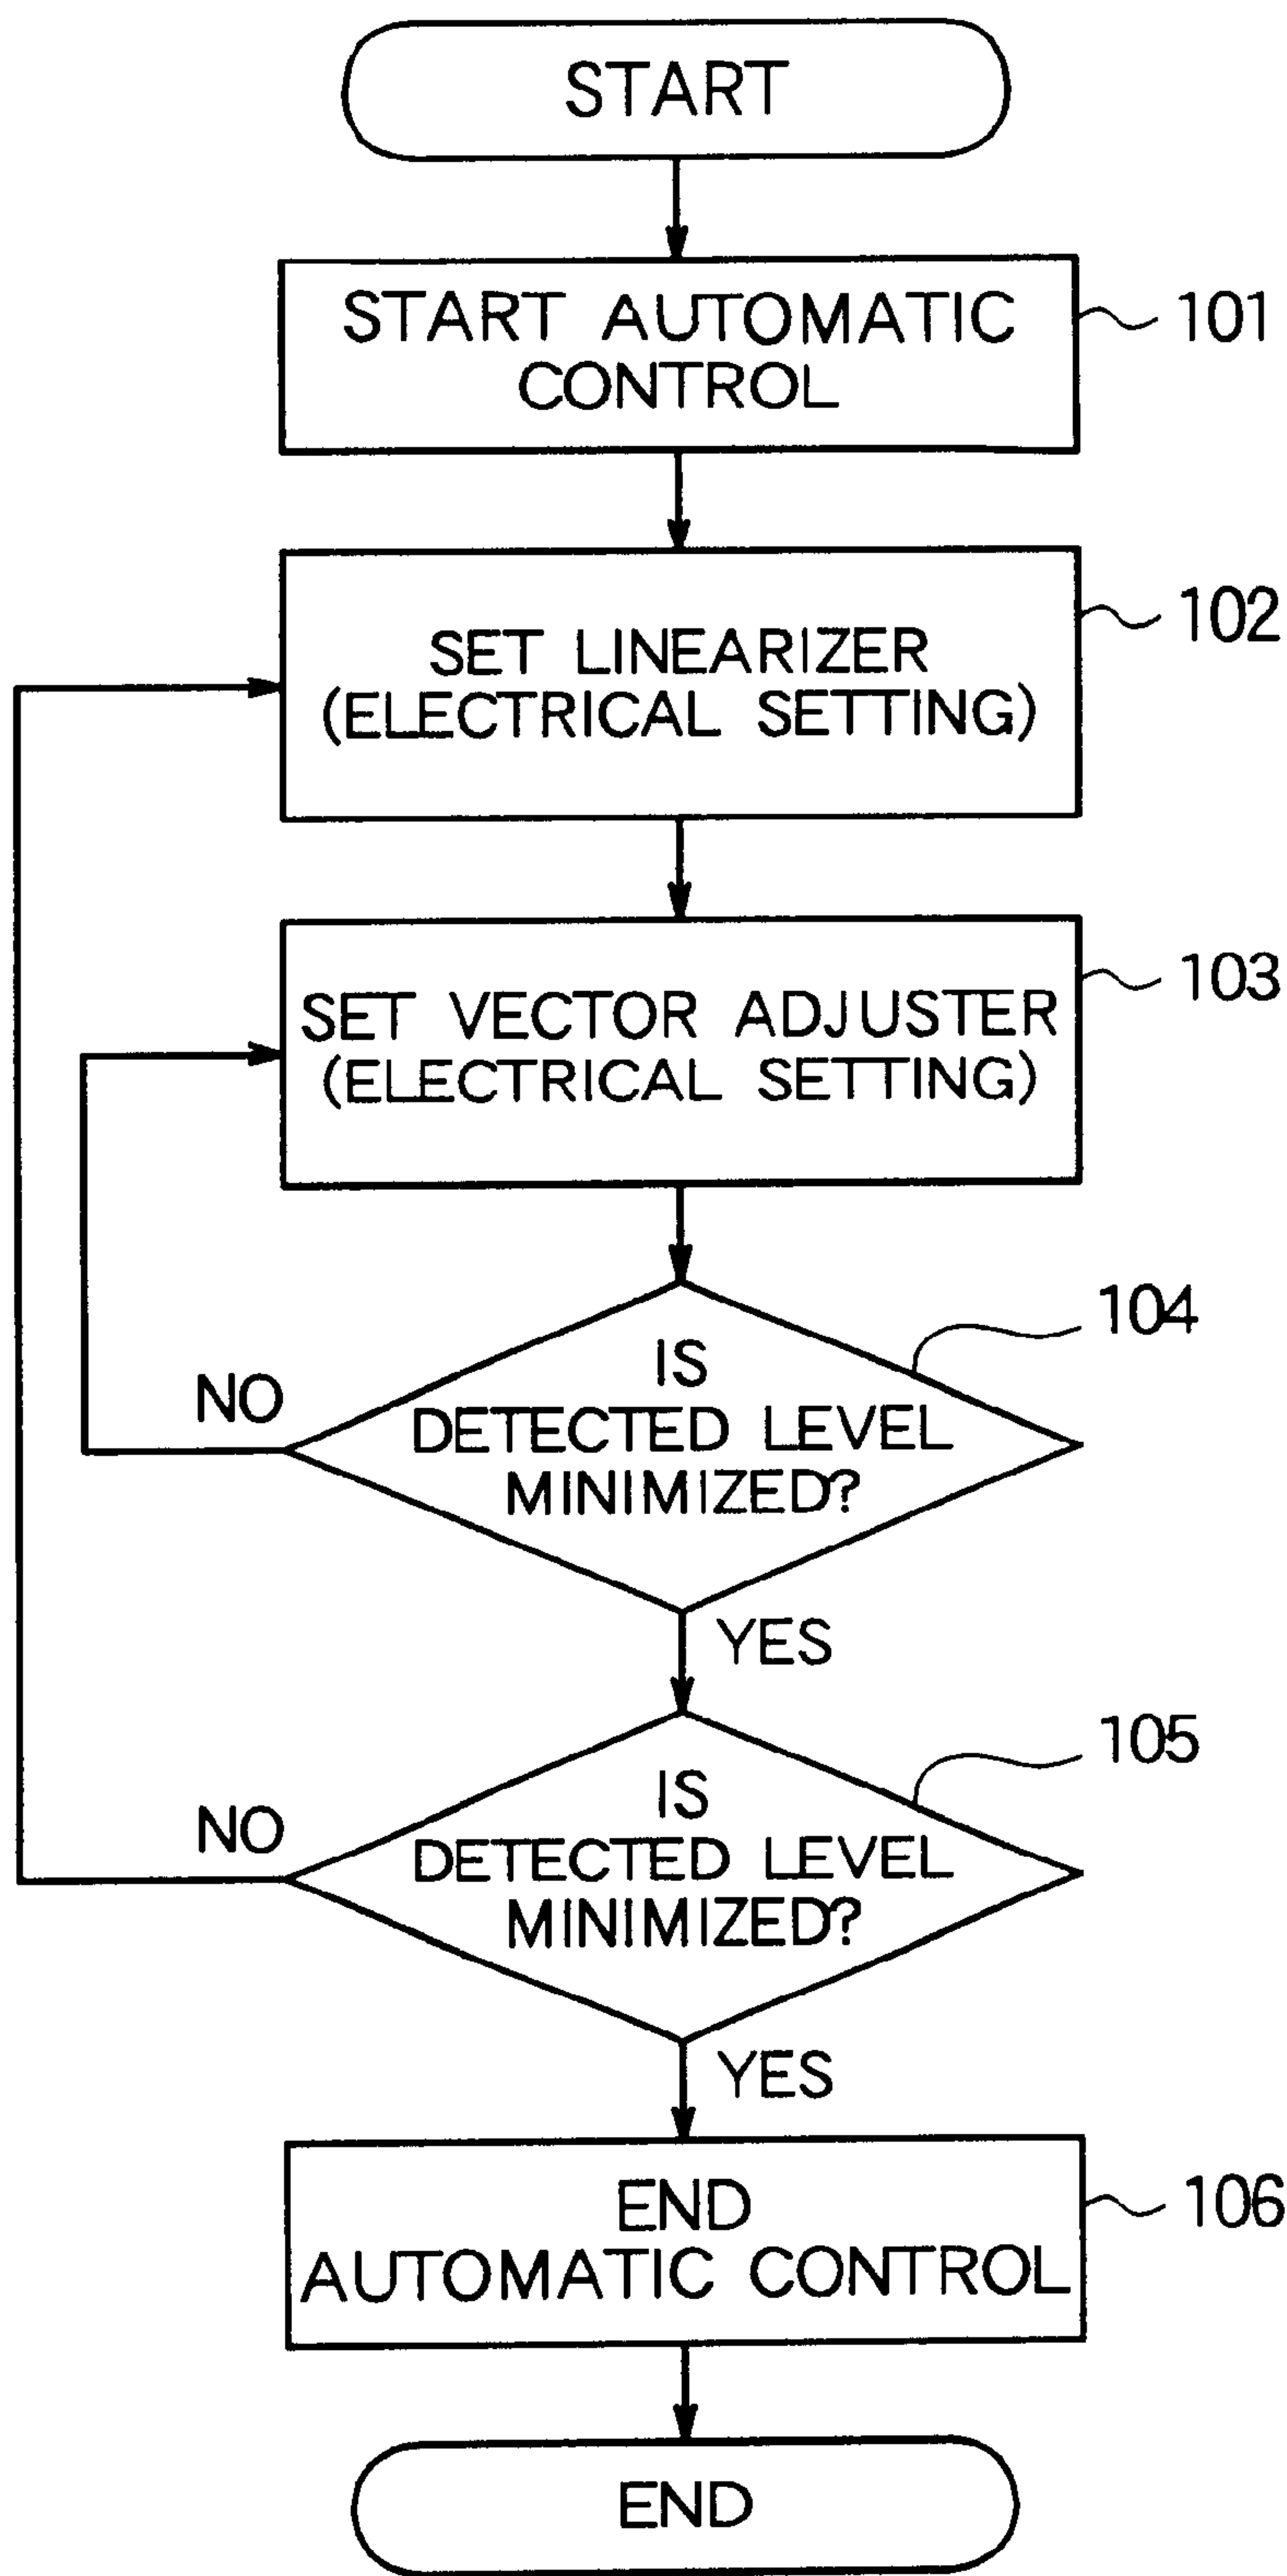 START
START AUTOMATIC
CONTROL
101
SET LINEARIZER
(ELECTRICAL SETTING)
102
SET VECTOR ADJUSTER
(ELECTRICAL SETTING)
103
IS
DETECTED LEVEL
MINIMIZED?
104
NO
YES
IS
DETECTED LEVEL
MINIMIZED?
105
NO
YES
END
AUTOMATIC CONTROL
106
END